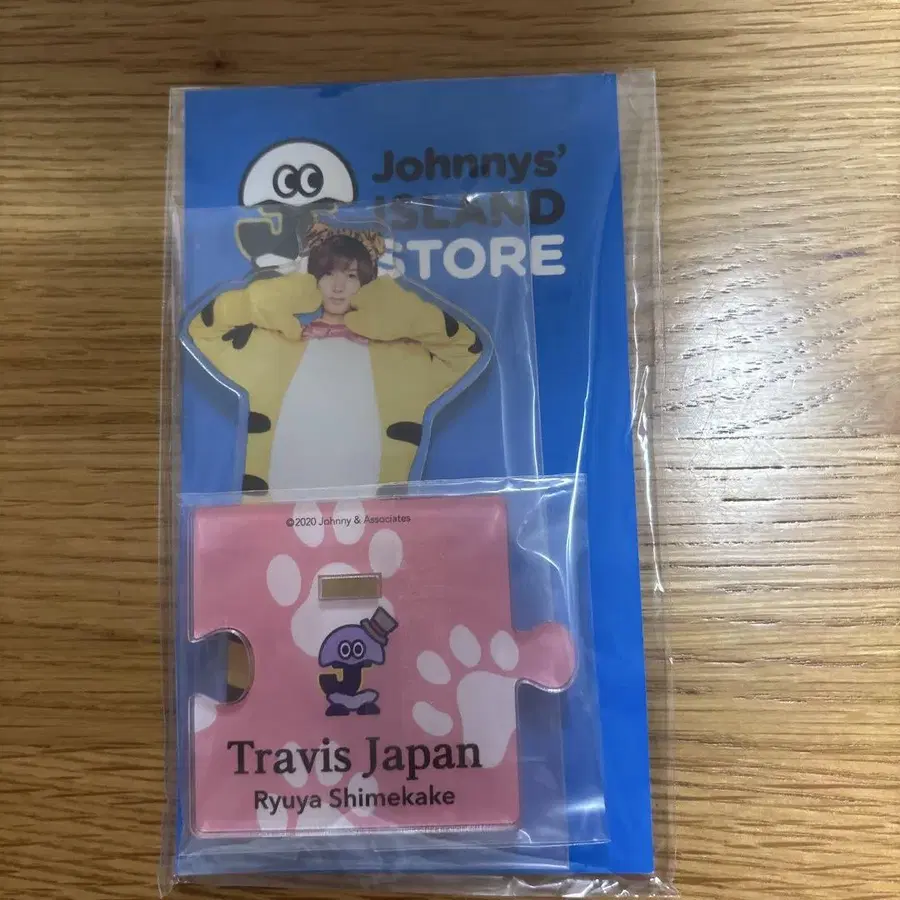 Johnnys'
ISLAND
STORE
©2020 Johnny & Associates
Travis Japan
Ryuya Shimekake